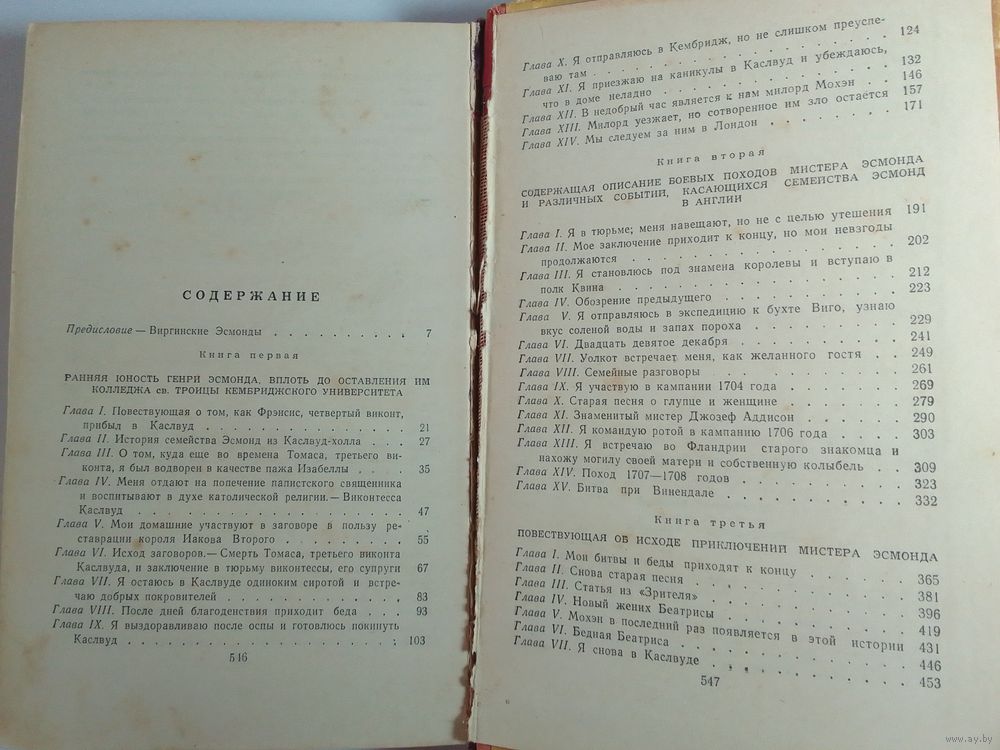 СОДЕРЖАНИЕ
Предисловие — Виргинские Эсмонды . . . . . . . . . . 7
Книга первая
РАННЯЯ ЮНОСТЬ ГЕНРИ ЭСМОНДА, ВПЛОТЬ ДО ОСТАВЛЕНИЯ ИМ
КОЛЛЕДЖА св. ТРОИЦЫ КЕМБРИДЖСКОГО УНИВЕРСИТЕТА
Глава I. Повествующая о том, как Фрэнсис, четвертый виконт,
прибыл в Каслвуд . . . . . . . . . . 21
Глава II. История семейства Эсмонд из Каслвуд-холла . . . 27
Глава III. О том, куда еще во времена Томаса, третьего ви-
конта, я был водворен в качестве пажа Изабеллы . . . . 35
Глава IV. Меня отдают на попечение папистского священника
и воспитывают в духе католической религии. — Виконтесса
Каслвуд . . . . . . . . . . 47
Глава V. Мои домашние участвуют в заговоре в пользу ре-
ставрации короля Иакова Второго . . . . . . . 55
Глава VI. Исход заговоров. — Смерть Томаса, третьего виконта
Каслвуда, и заключение в тюрьму виконтессы, его супруги 67
Глава VII. Я остаюсь в Каслвуде одиноким сиротой и встре-
чаю добрых покровителей . . . . . . . . . 83
Глава VIII. После дней благоденствия приходит беда . . . 93
Глава IX. Я выздоравливаю после оспы и готовлюсь покинуть
Каслвуд . . . . . . . . . . 103
546
Глава X. Я отправляюсь в Кембридж, но не слишком преуспе-
ваю там . . . . . . . . . . 124
Глава XI. Я приезжаю на каникулы в Каслвуд и убеждаюсь,
что в доме неладно . . . . . . . . . . 132
Глава XII. В недобрый час является к нам милорд Мохэн . 146
Глава XIII. Милорд уезжает, но сотворенное им зло остается 157
Глава XIV. Мы следуем за ним в Лондон . . . . . . . 171
Книга вторая
СОДЕРЖАЩАЯ ОПИСАНИЕ БОЕВЫХ ПОХОДОВ МИСТЕРА ЭСМОНДА
И РАЗЛИЧНЫХ СОБЫТИЙ, КАСАЮЩИХСЯ СЕМЕЙСТВА ЭСМОНД
В АНГЛИИ
Глава I. Я в тюрьме; меня навещают, но не с целью утешения 191
Глава II. Мое заключение приходит к концу, но мои невзгоды
продолжаются . . . . . . . . . . 202
Глава III. Я становлюсь под знамена королевы и вступаю в
полк Квина . . . . . . . . . . 212
Глава IV. Обозрение предыдущего . . . . . . . . . 223
Глава V. Я отправляюсь в экспедицию к бухте Виго, узнаю
вкус соленой воды и запах пороха . . . . . . . 229
Глава VI. Двадцать девятое декабря . . . . . . . . 241
Глава VII. Уолкот встречает меня, как желанного гостя . . 249
Глава VIII. Семейные разговоры . . . . . . . . . 261
Глава IX. Я участвую в кампании 1704 года . . . . . . 269
Глава X. Старая песня о глупце и женщине . . . . . . 279
Глава XI. Знаменитый мистер Джозеф Аддисон . . . . . 290
Глава XII. Я командую ротой в кампанию 1706 года . . . . 303
Глава XIII. Я встречаю во Фландрии старого знакомца и
нахожу могилу своей матери и собственную колыбель . . 309
Глава XIV. Поход 1707—1708 годов . . . . . . . . 323
Глава XV. Битва при Винендале . . . . . . . . . 332
Книга третья
ПОВЕСТВУЮЩАЯ ОБ ИСХОДЕ ПРИКЛЮЧЕНИЙ МИСТЕРА ЭСМОНДА
Глава I. Мои битвы и беды приходят к концу . . . . . 365
Глава II. Снова старая песня . . . . . . . . . . 381
Глава III. Статья из «Зрителя» . . . . . . . . . . 396
Глава IV. Новый жених Беатрисы . . . . . . . . . 419
Глава V. Мохэн в последний раз появляется в этой истории 431
Глава VI. Бедная Беатриса . . . . . . . . . . 446
Глава VII. Я снова в Каслвуде . . . . . . . . . . 453
547
www.ay.by